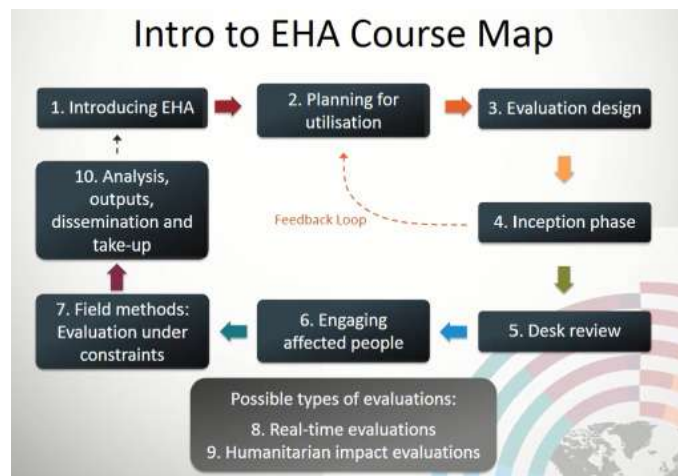 Intro to EHA Course Map
1. Introducing EHA
2. Planning for
utilisation
3. Evaluation design
10. Analysis,
outputs,
dissemination and
take-up
Feedback Loop
4. Inception phase
7. Field methods:
Evaluation under
constraints
6. Engaging
affected people
5. Desk review
Possible types of evaluations:
8. Real-time evaluations
9. Humanitarian impact evaluations